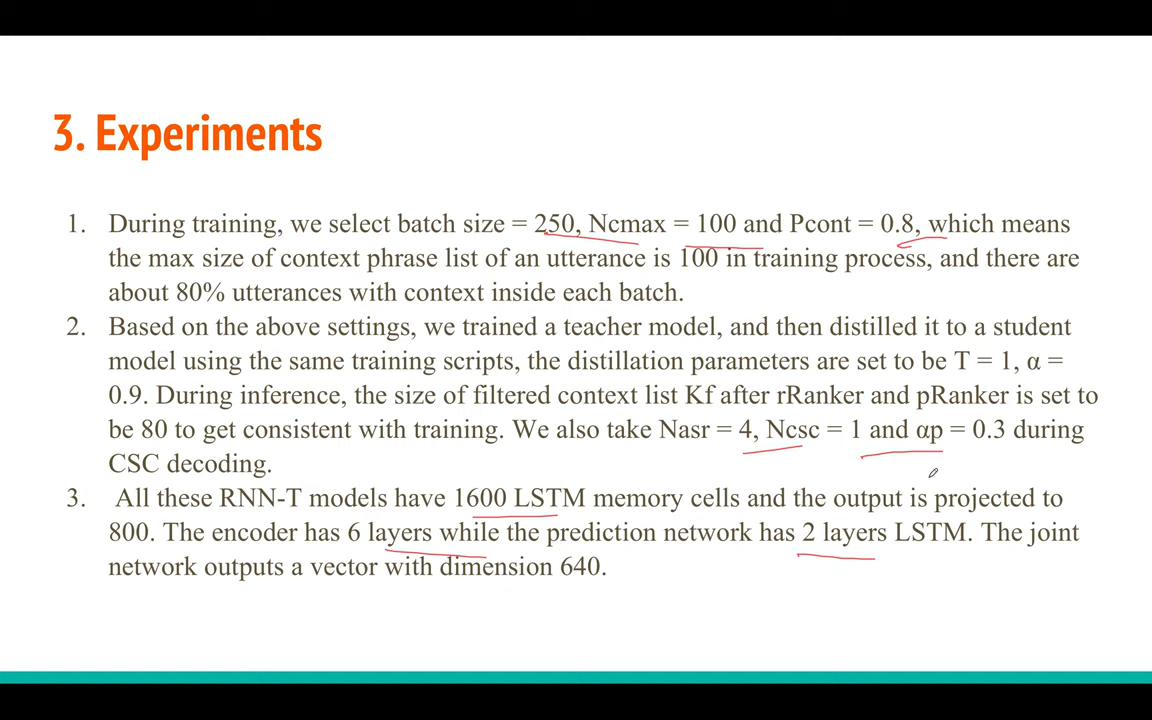 3. Experiments
1. During training, we select batch size = 250, Ncmax = 100 and Pcont = 0.8, which means
the max size of context phrase list of an utterance is 100 in training process, and there are
about 80% utterances with context inside each batch.
2. Based on the above settings, we trained a teacher model, and then distilled it to a student
model using the same training scripts, the distillation parameters are set to be T = 1, α =
0.9. During inference, the size of filtered context list Kf after rRanker and pRanker is set to
be 80 to get consistent with training. We also take Nasr = 4, Ncsc = 1 and αp = 0.3 during
CSC decoding.
3. All these RNN-T models have 1600 LSTM memory cells and the output is projected to
800. The encoder has 6 layers while the prediction network has 2 layers LSTM. The joint
network outputs a vector with dimension 640.